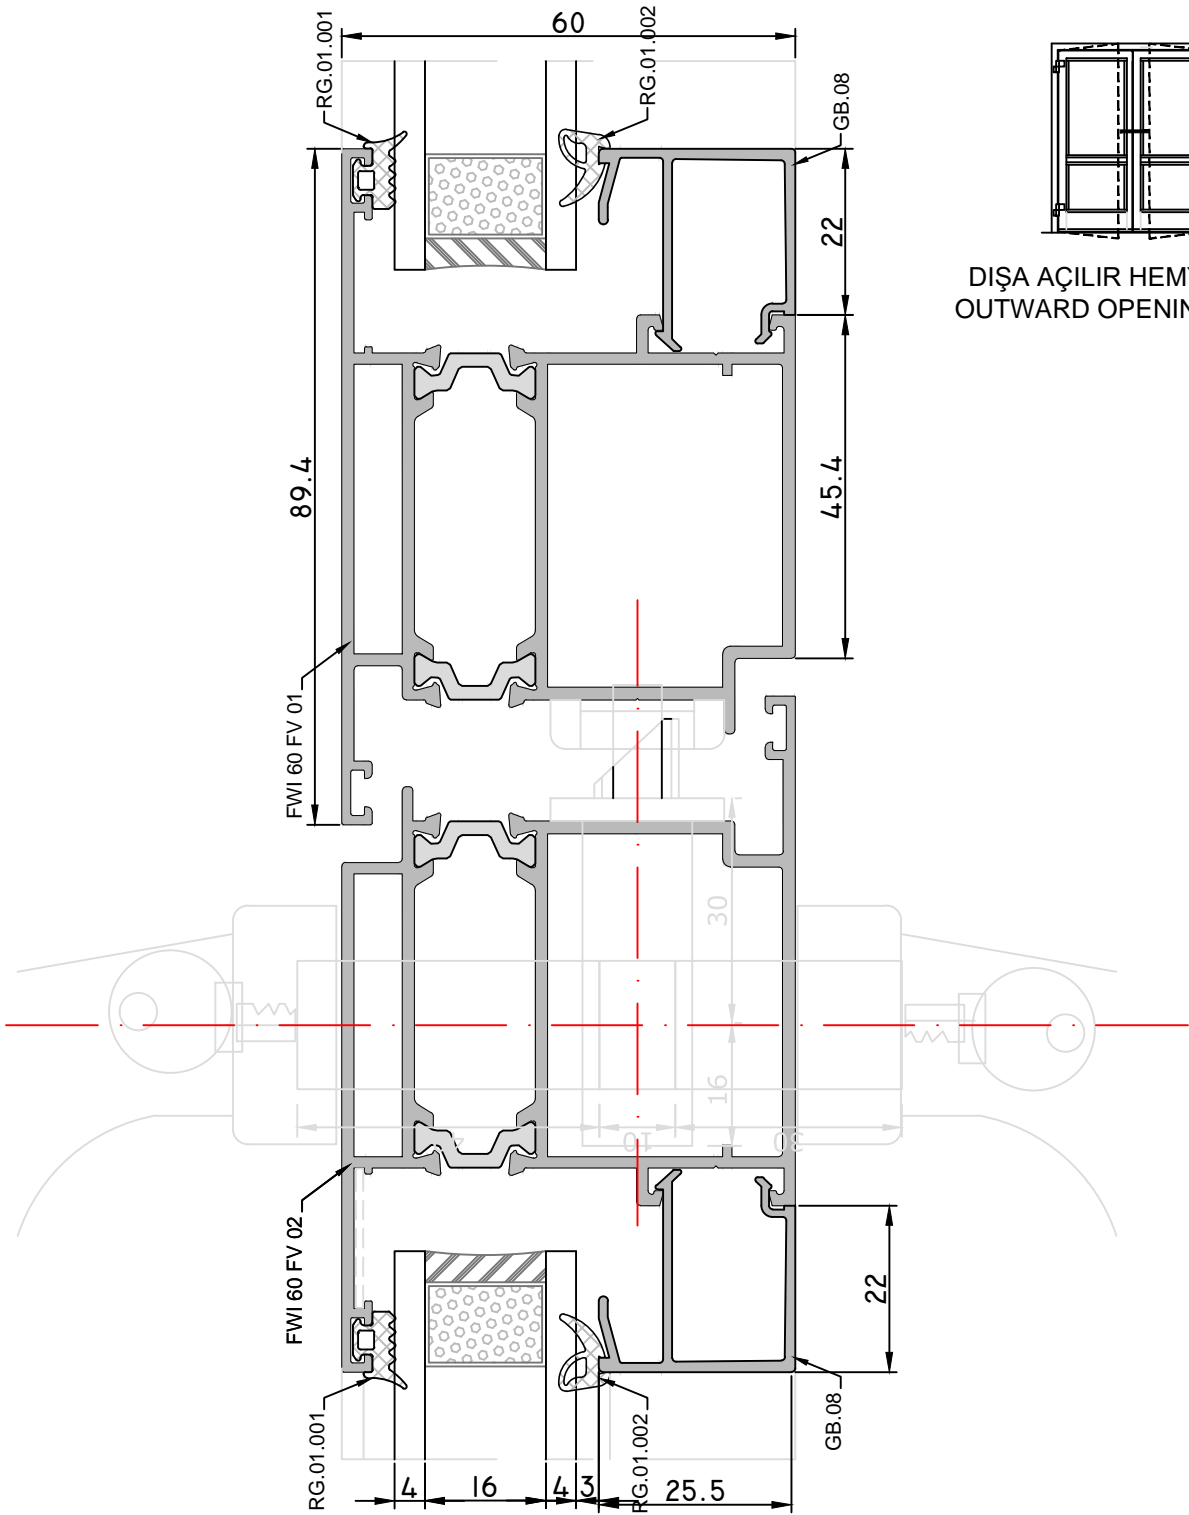 60
RG.01.001
RG.01.002
GB.08
22
DIŞA AÇILIR HEM
OUTWARD OPENIN
89.4
45.4
FWI 60 FV 01
30
16
10
30
FWI 60 FV 02
22
RG.01.001
RG.01.002
GB.08
4
16
4
3
25.5